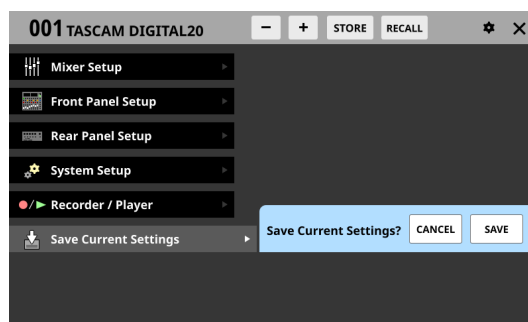 001 TASCAM DIGITAL20 − + STORE RECALL
Mixer Setup
Front Panel Setup
Rear Panel Setup
System Setup
Recorder / Player
Save Current Settings
Save Current Settings? CANCEL SAVE